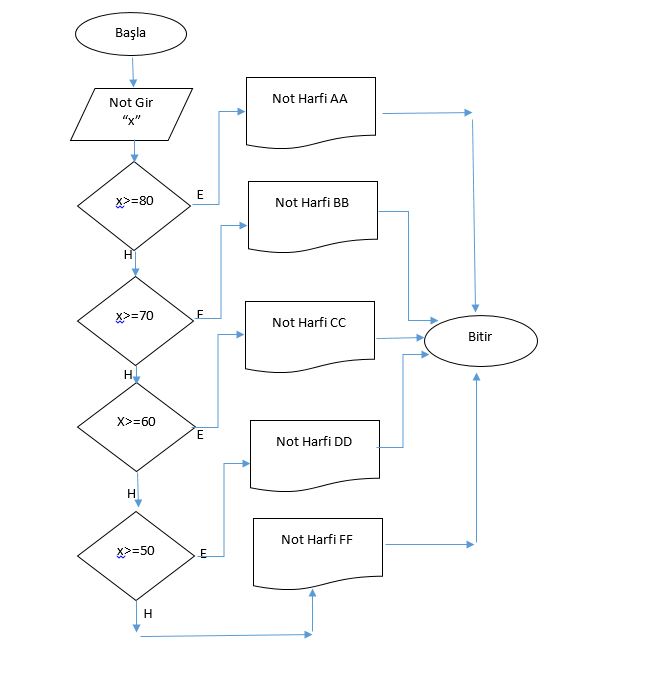 Başla
Not Gir
“x”
x>=80
E
Not Harfi AA
H
x>=70
E
Not Harfi BB
H
X>=60
E
Not Harfi CC
Bitir
H
x>=50
E
Not Harfi DD
H
Not Harfi FF